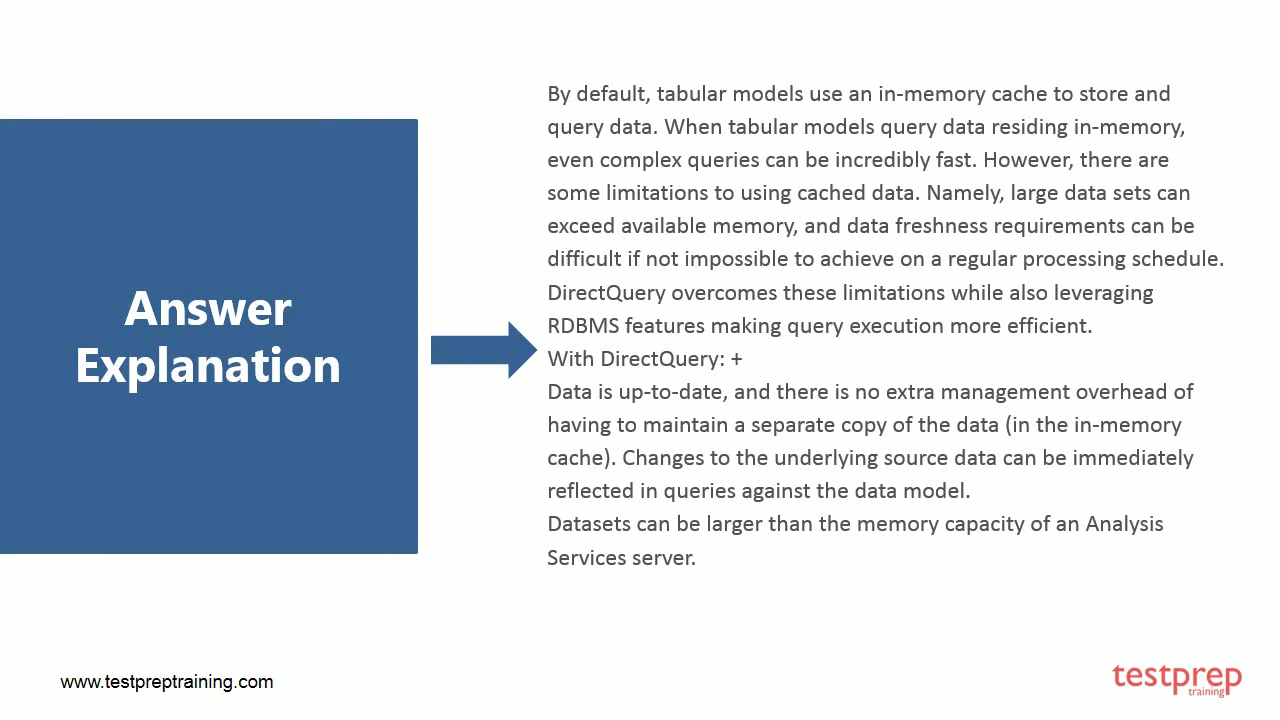 Answer
Explanation
By default, tabular models use an in-memory cache to store and
query data. When tabular models query data residing in-memory,
even complex queries can be incredibly fast. However, there are
some limitations to using cached data. Namely, large data sets can
exceed available memory, and data freshness requirements can be
difficult if not impossible to achieve on a regular processing schedule.
DirectQuery overcomes these limitations while also leveraging
RDBMS features making query execution more efficient.
With DirectQuery: +
Data is up-to-date, and there is no extra management overhead of
having to maintain a separate copy of the data (in the in-memory
cache). Changes to the underlying source data can be immediately
reflected in queries against the data model.
Datasets can be larger than the memory capacity of an Analysis
Services server.
www.testpreptraining.com
testprep
training